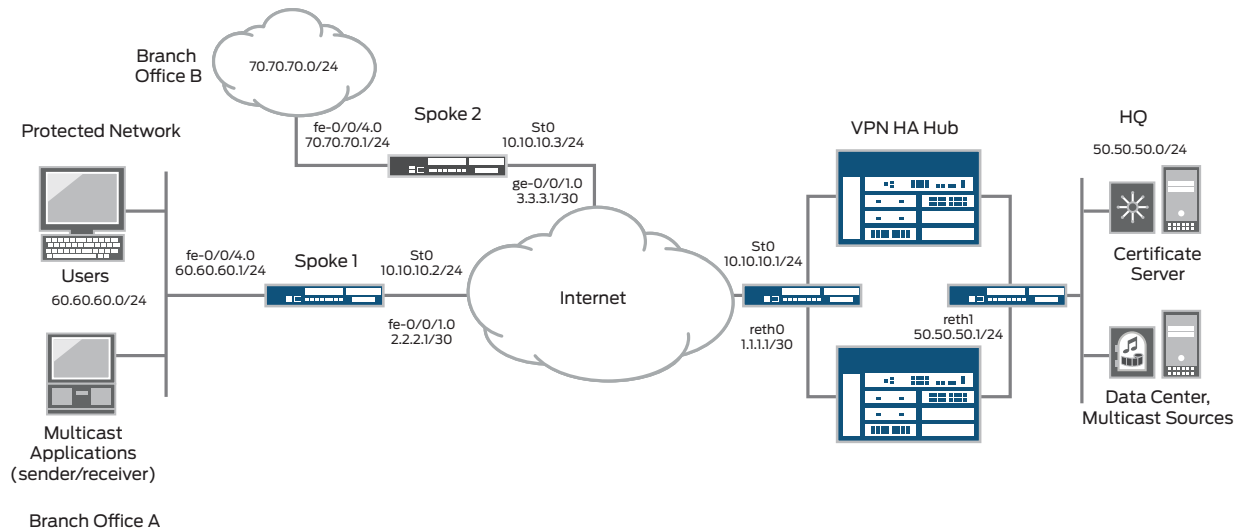 Branch
Office B
70.70.70.0/24
Protected Network
fe-0/0/4.0
70.70.70.1/24
Spoke 2
St0
10.10.10.3/24
ge-0/0/1.0
3.3.3.1/30
VPN HA Hub
HQ
50.50.50.0/24
Users
60.60.60.0/24
fe-0/0/4.0
60.60.60.1/24
Spoke 1
St0
10.10.10.2/24
fe-0/0/1.0
2.2.2.1/30
Internet
St0
10.10.10.1/24
reth0
1.1.1.1/30
reth1
50.50.50.1/24
Certificate
Server
Data Center,
Multicast Sources
Multicast
Applications
(sender/receiver)
Branch Office A